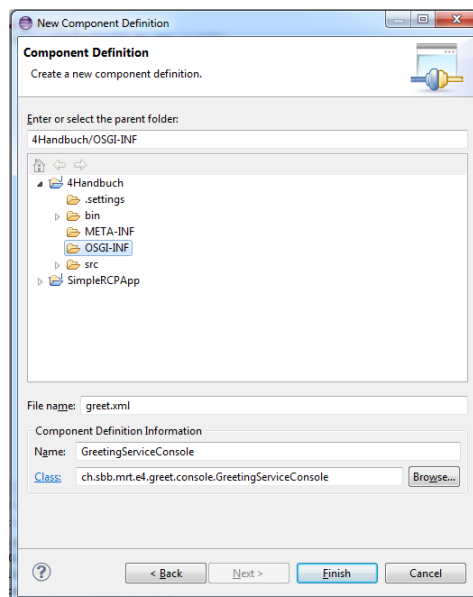 New Component Definition
Component Definition
Create a new component definition.
Enter or select the parent folder:
4Handbuch/OSGI-INF
4Handbuch
.settings
bin
META-INF
OSGI-INF
src
SimpleRCPApp
File name: greet.xml
Component Definition Information
Name: GreetingServiceConsole
Class: ch.sbb.mrt.e4.greet.console.GreetingServiceConsole Browse...
? < Back Next > Finish Cancel